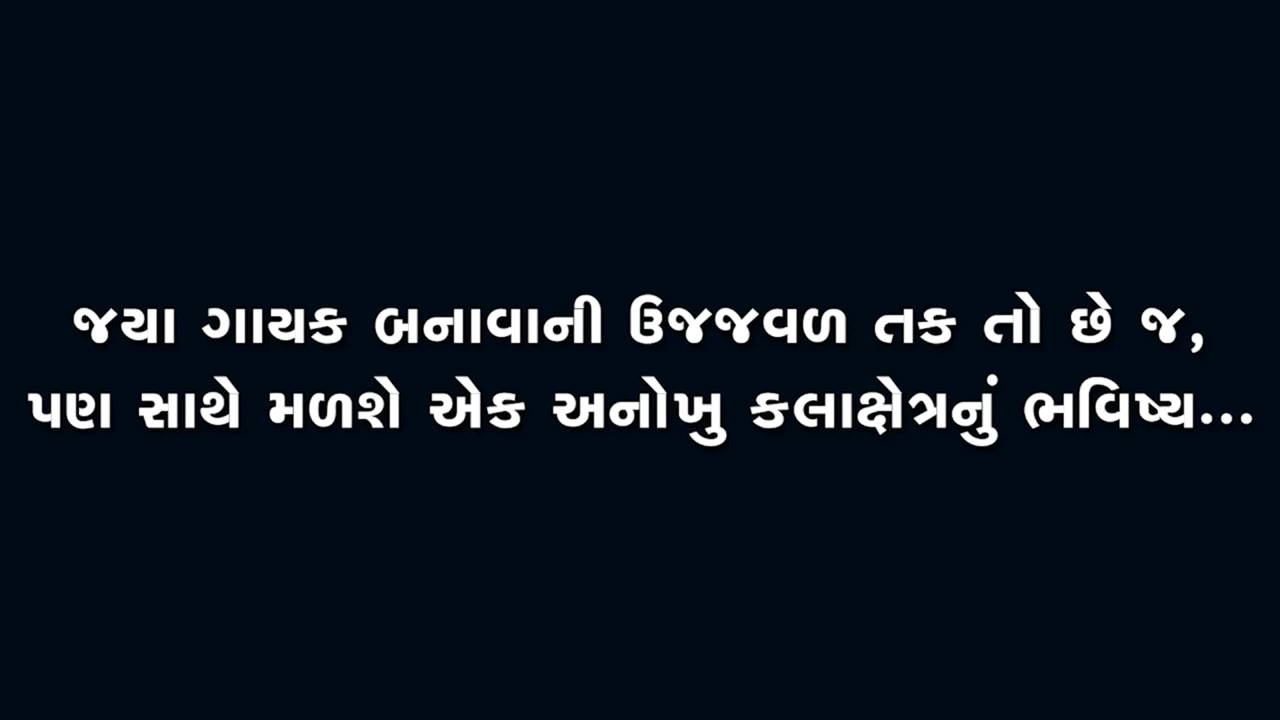 જયા ગાયક બનાવાની ઉજજવળ તક તો છે જ,
પણ સાથે મળશે એક અનોખુ કલાક્ષેત્રનું ભવિષ્ય...